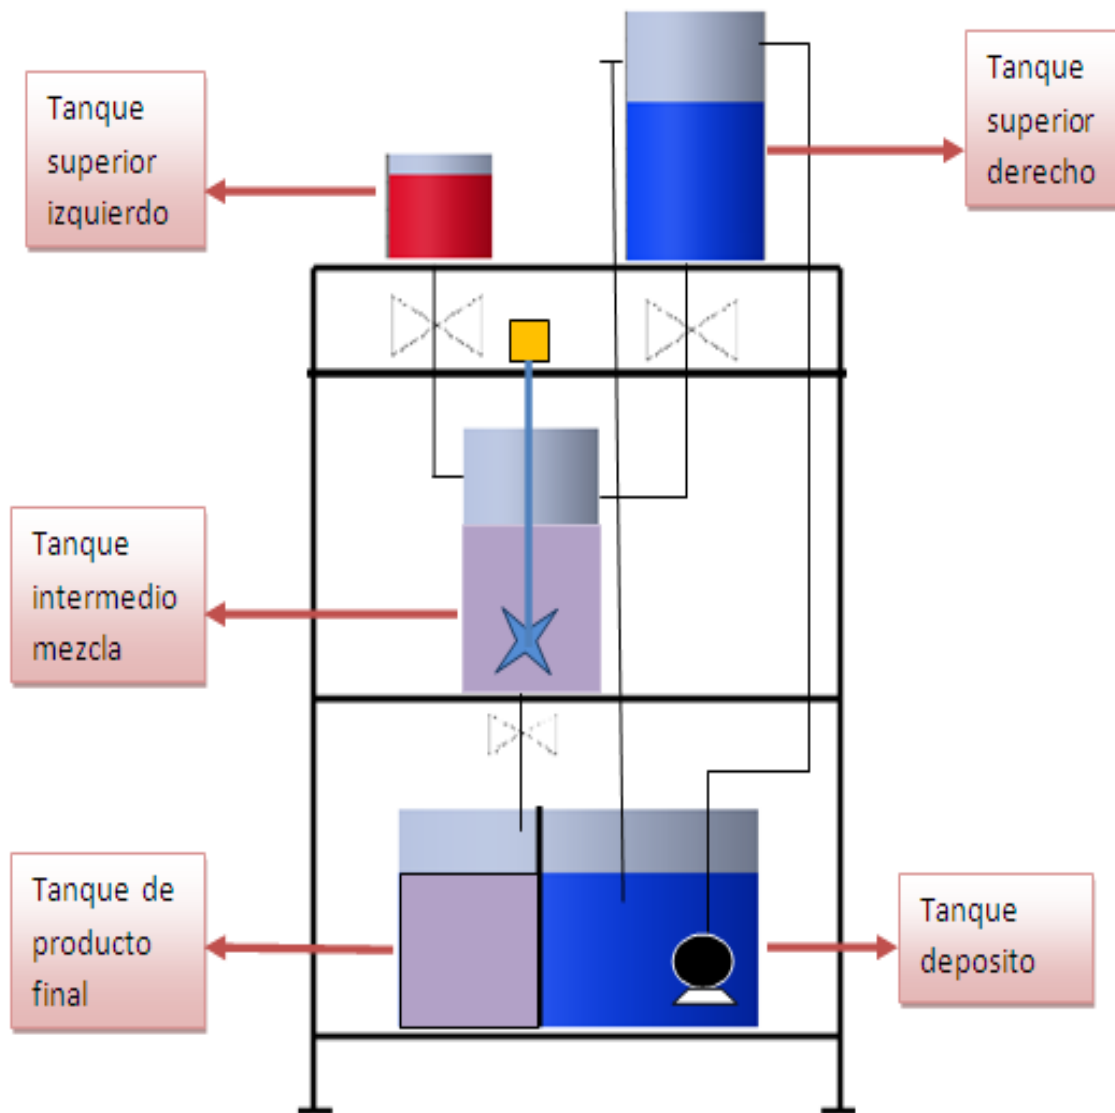 Tanque
superior
izquierdo
Tanque
superior
derecho
Tanque
intermedio
mezcla
Tanque de
producto
final
Tanque
deposito